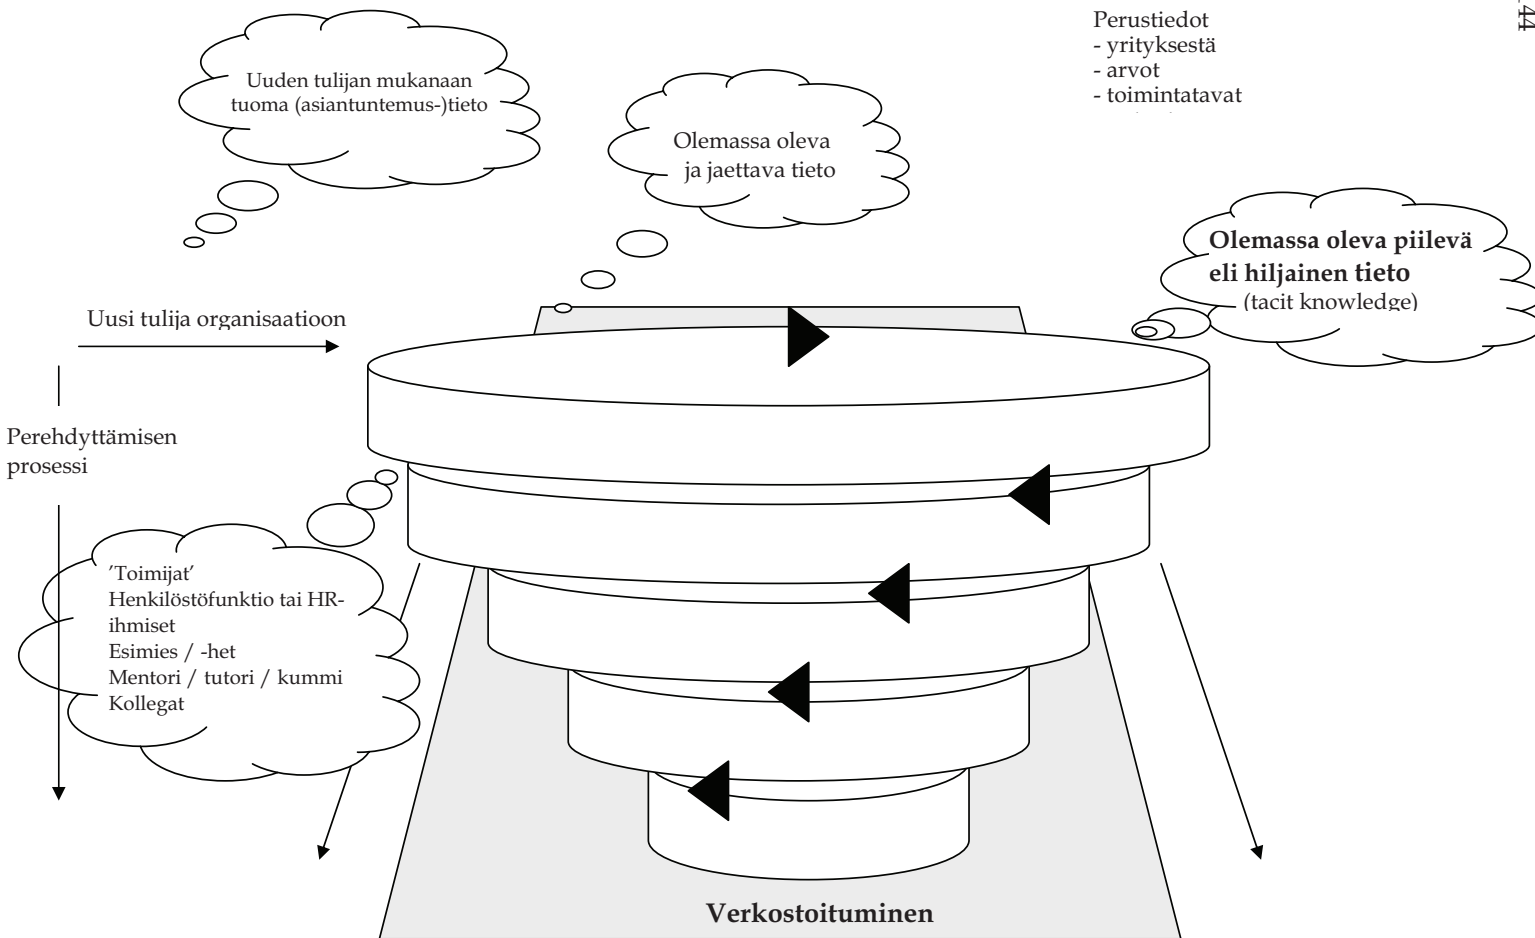 44
Perustiedot
- yrityksestä
- arvot
- toimintatavat
Uuden tulijan mukanaan
tuoma (asiantuntemus-)tieto
Olemassa oleva
ja jaettava tieto
Olemassa oleva piilevä
eli hiljainen tieto
(tacit knowledge)
Uusi tulija organisaatioon
Perehdyttämisen
prosessi
'Toimijat'
Henkilöstöfunktio tai HR-
ihmiset
Esimies / -het
Mentori / tutori / kummi
Kollegat
Verkostoituminen